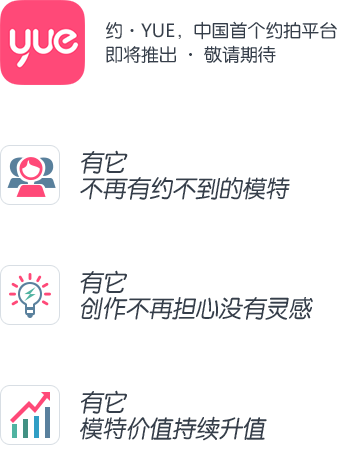 yue
约·YUE，中国首个约拍平台
即将推出 · 敬请期待
有它
不再有约不到的模特
有它
创作不再担心没有灵感
有它
模特价值持续升值